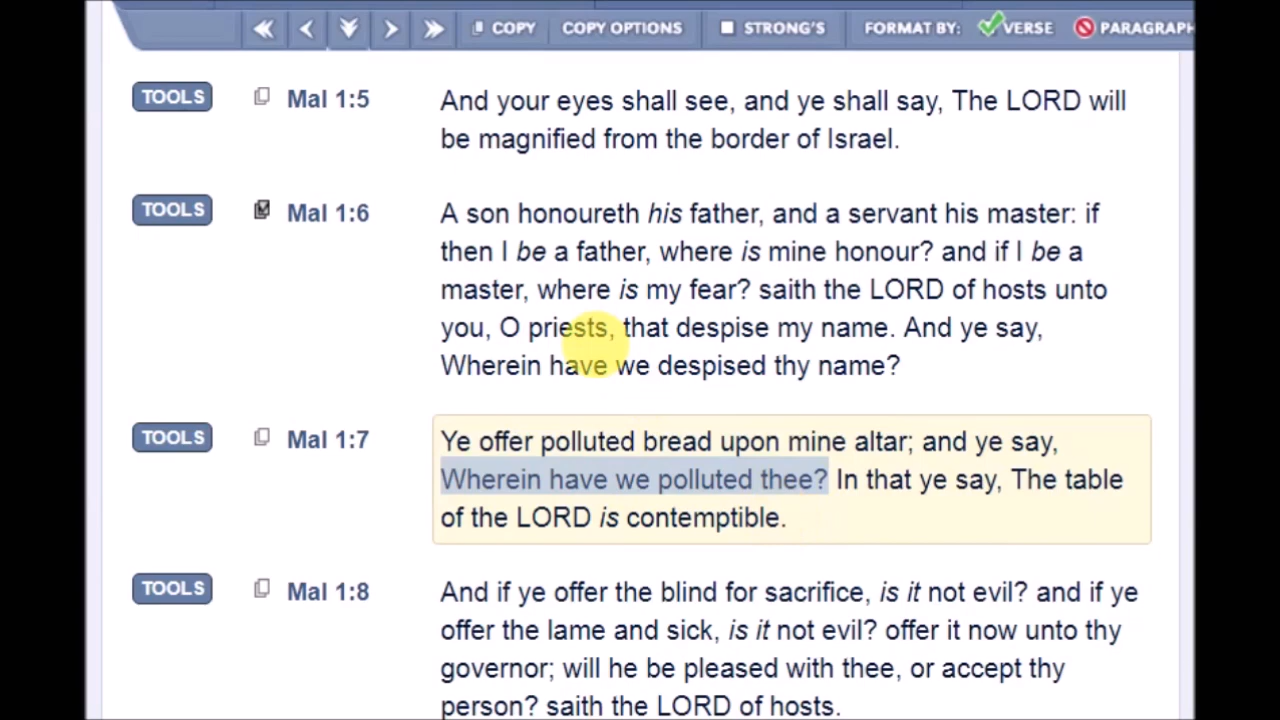 COPY COPY OPTIONS STRONG'S FORMAT BY: VERSE PARAGRAPH
TOOLS Mal 1:5 And your eyes shall see, and ye shall say, The LORD will
be magnified from the border of Israel.
TOOLS Mal 1:6 A son honoureth his father, and a servant his master: if
then I be a father, where is mine honour? and if I be a
master, where is my fear? saith the LORD of hosts unto
you, O priests, that despise my name. And ye say,
Wherein have we despised thy name?
TOOLS Mal 1:7 Ye offer polluted bread upon mine altar; and ye say,
Wherein have we polluted thee? In that ye say, The table
of the LORD is contemptible.
TOOLS Mal 1:8 And if ye offer the blind for sacrifice, is it not evil? and if ye
offer the lame and sick, is it not evil? offer it now unto thy
governor; will he be pleased with thee, or accept thy
person? saith the LORD of hosts.